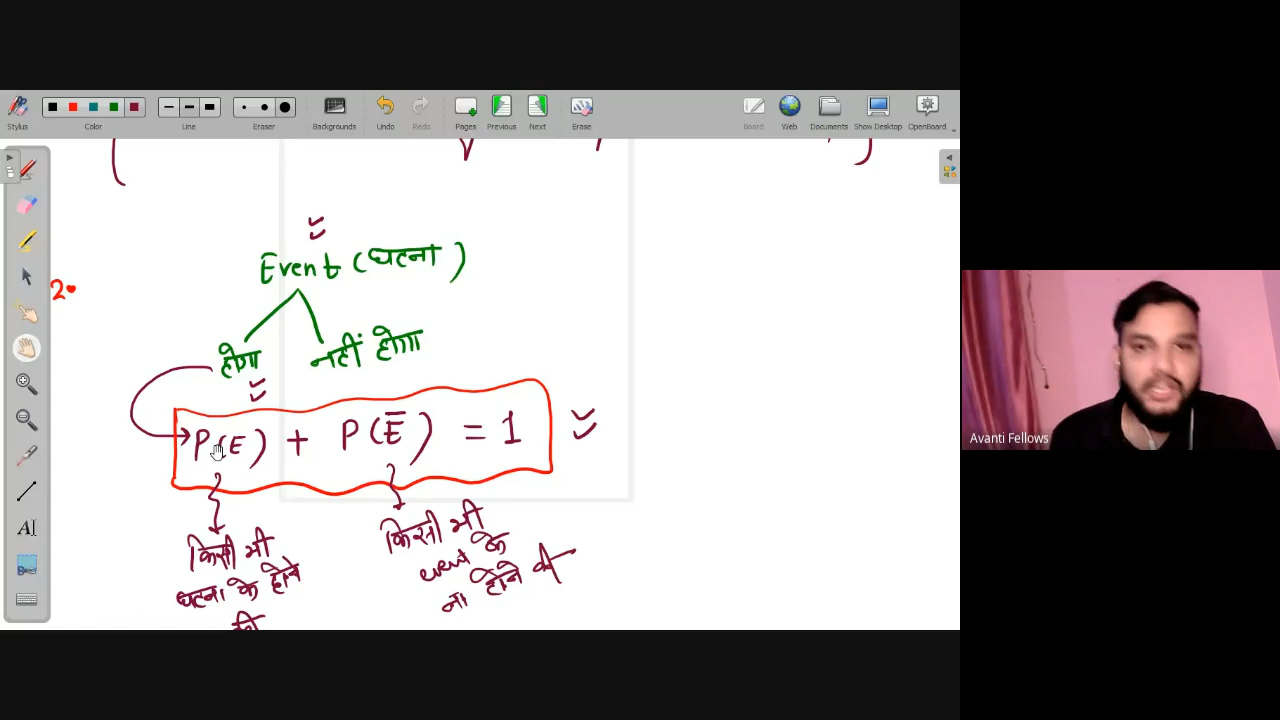 Stylus
Color
Line
Eraser
Backgrounds
Undo
Redo
Pages
Previous
Next
Erase
Board
Web
Documents
Show Desktop
OpenBoard
2.
Event (घटना)
होगा नहीं होगा
P(E) + P(E̅) = 1
किसी भी
घटना के होने
की
किसी भी
event के
ना होने की
Avanti Fellows